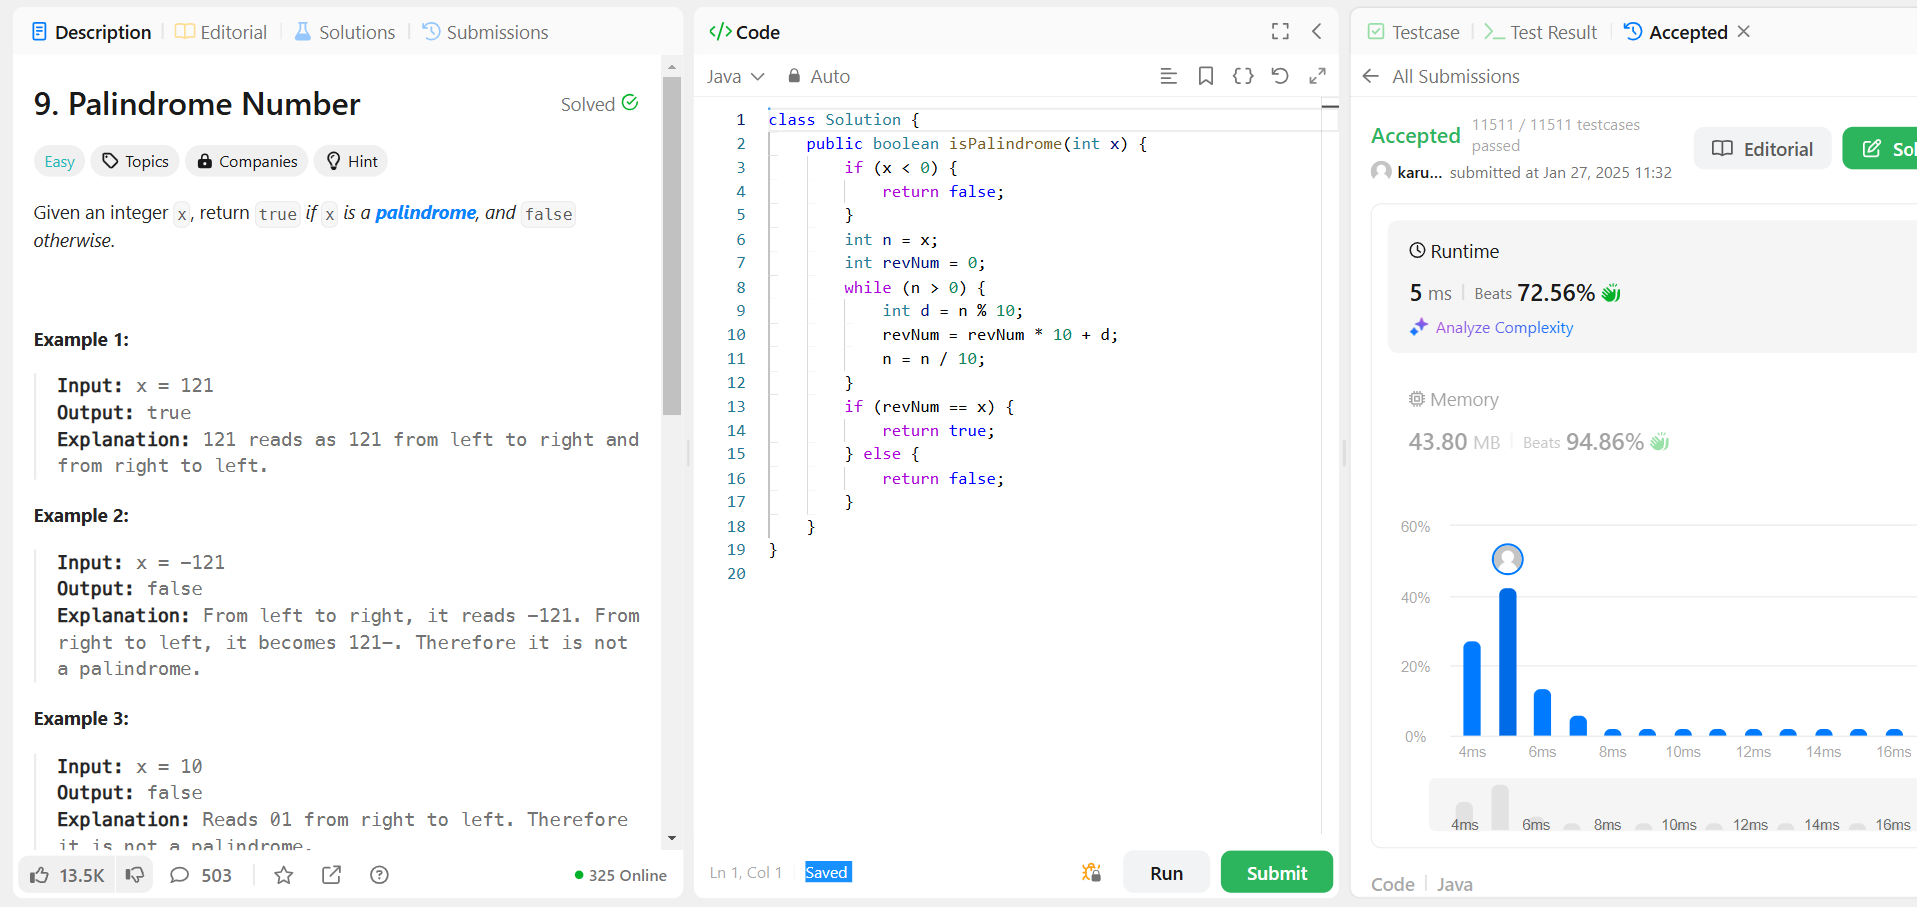 Description Editorial Solutions Submissions
9. Palindrome Number
Solved
Easy Topics Companies Hint
Given an integer x, return true if x is a palindrome, and false
otherwise.
Example 1:
Input: x = 121
Output: true
Explanation: 121 reads as 121 from left to right and
from right to left.
Example 2:
Input: x = -121
Output: false
Explanation: From left to right, it reads -121. From
right to left, it becomes 121-. Therefore it is not
a palindrome.
Example 3:
Input: x = 10
Output: false
Explanation: Reads 01 from right to left. Therefore
it is not a palindrome.
13.5K 503 325 Online
</> Code
Java Auto
1 class Solution {
2 public boolean isPalindrome(int x) {
3 if (x < 0) {
4 return false;
5 }
6 int n = x;
7 int revNum = 0;
8 while (n > 0) {
9 int d = n % 10;
10 revNum = revNum * 10 + d;
11 n = n / 10;
12 }
13 if (revNum == x) {
14 return true;
15 } else {
16 return false;
17 }
18 }
19 }
20
Ln 1, Col 1 Saved
Run Submit
Testcase Test Result Accepted
All Submissions
Accepted 11511 / 11511 testcases
passed
karu... submitted at Jan 27, 2025 11:32
Editorial Sol
Runtime
5 ms Beats 72.56%
Analyze Complexity
Memory
43.80 MB Beats 94.86%
60%
40%
20%
0%
4ms 6ms 8ms 10ms 12ms 14ms 16ms
4ms 6ms 8ms 10ms 12ms 14ms 16ms
Code Java